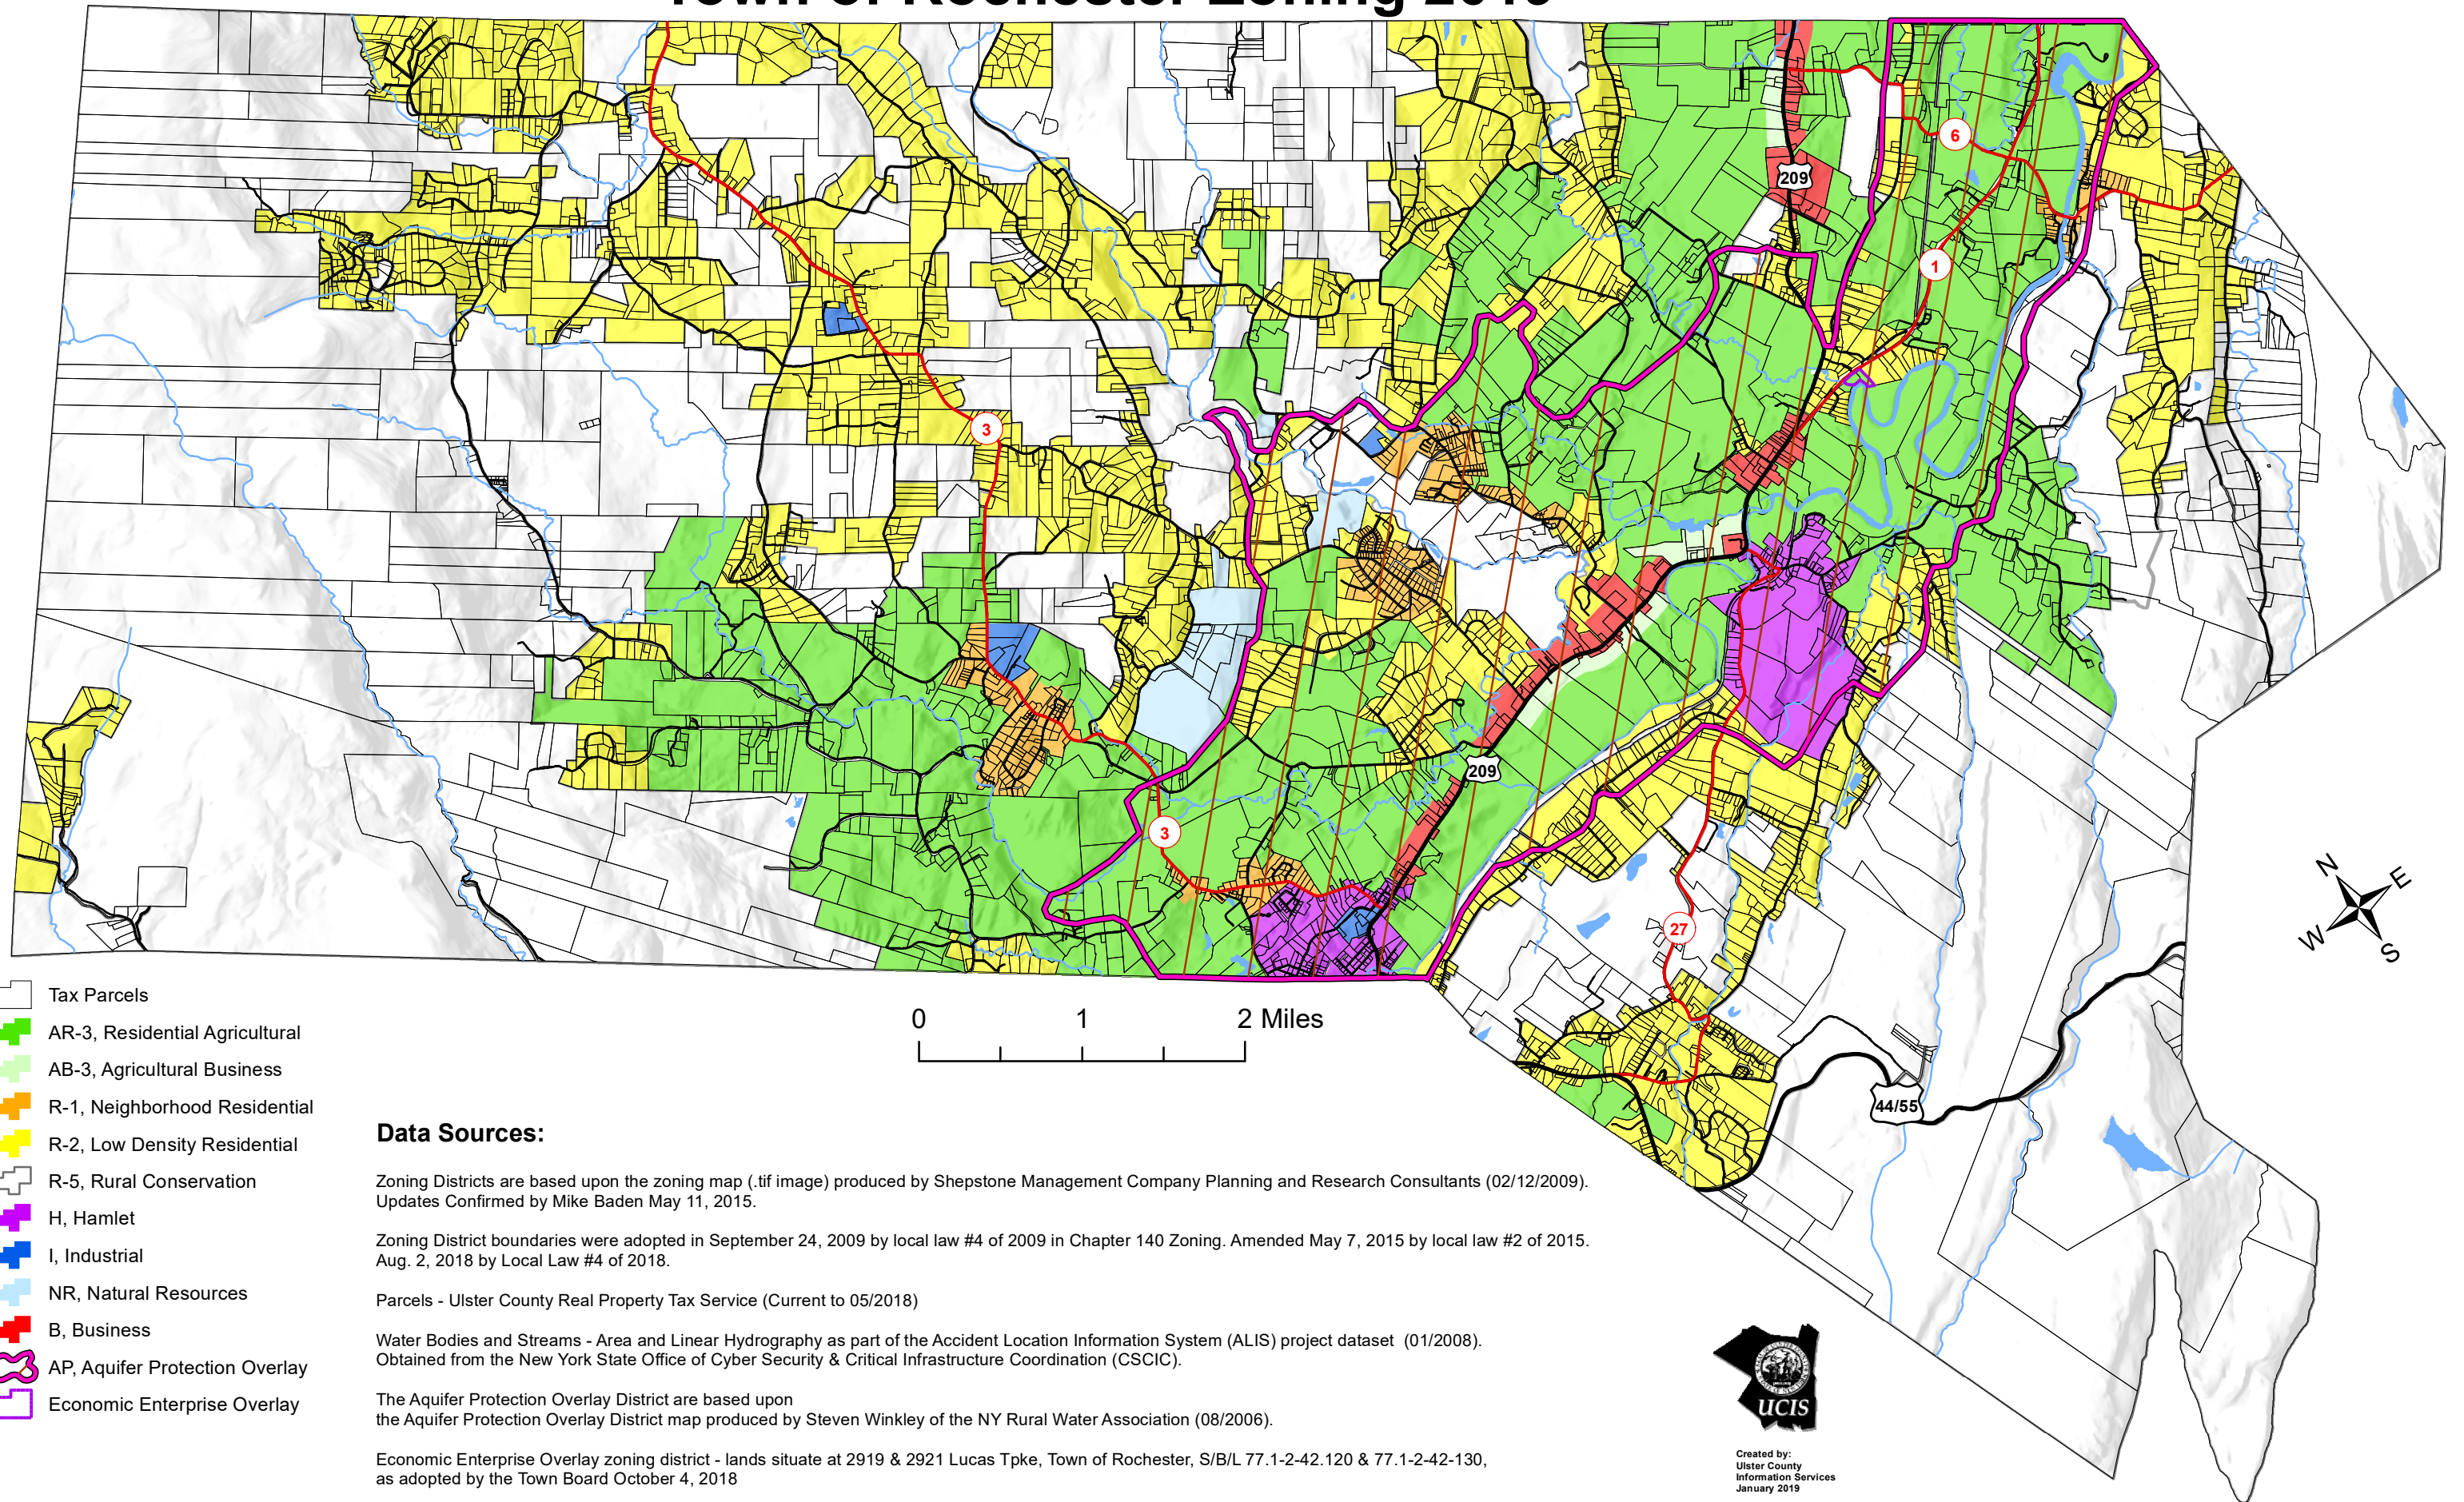 Town of Rochester Zoning 2019
209
6
1
3
3
209
27
44/55
N
E
W
S
0 1 2 Miles
Tax Parcels
AR-3, Residential Agricultural
AB-3, Agricultural Business
R-1, Neighborhood Residential
R-2, Low Density Residential
R-5, Rural Conservation
H, Hamlet
I, Industrial
NR, Natural Resources
B, Business
AP, Aquifer Protection Overlay
Economic Enterprise Overlay
Data Sources:
Zoning Districts are based upon the zoning map (.tif image) produced by Shepstone Management Company Planning and Research Consultants (02/12/2009).
Updates Confirmed by Mike Baden May 11, 2015.
Zoning District boundaries were adopted in September 24, 2009 by local law #4 of 2009 in Chapter 140 Zoning. Amended May 7, 2015 by local law #2 of 2015.
Aug. 2, 2018 by Local Law #4 of 2018.
Parcels - Ulster County Real Property Tax Service (Current to 05/2018)
Water Bodies and Streams - Area and Linear Hydrography as part of the Accident Location Information System (ALIS) project dataset (01/2008).
Obtained from the New York State Office of Cyber Security & Critical Infrastructure Coordination (CSCIC).
The Aquifer Protection Overlay District are based upon
the Aquifer Protection Overlay District map produced by Steven Winkley of the NY Rural Water Association (08/2006).
Economic Enterprise Overlay zoning district - lands situate at 2919 & 2921 Lucas Tpke, Town of Rochester, S/B/L 77.1-2-42.120 & 77.1-2-42-130,
as adopted by the Town Board October 4, 2018
UCIS
Created by:
Ulster County
Information Services
January 2019